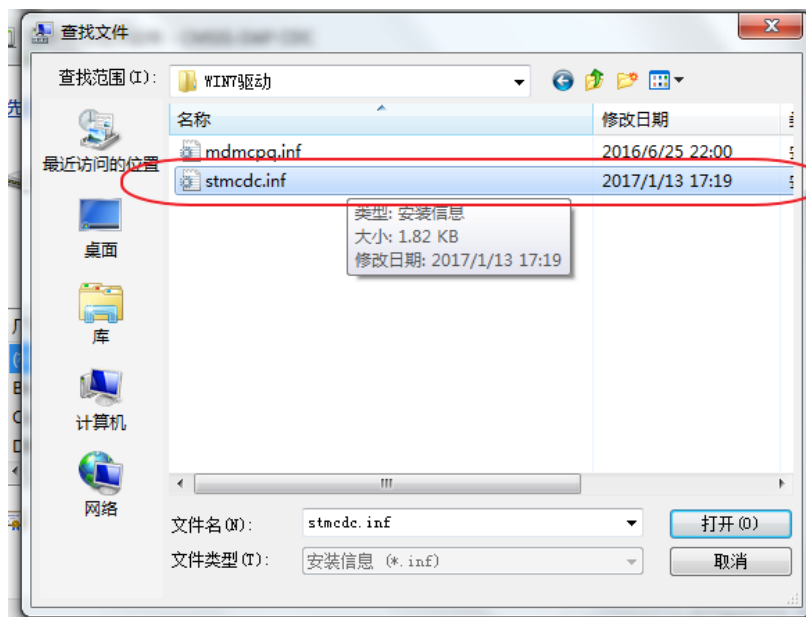 查找文件
查找范围(I):
WIN7驱动
名称
修改日期
mdmcpq.inf
2016/6/25 22:00
stmcdc.inf
2017/1/13 17:19
类型: 安装信息
大小: 1.82 KB
修改日期: 2017/1/13 17:19
最近访问的位置
桌面
库
计算机
网络
文件名(N):
stmcdc.inf
打开(O)
文件类型(T):
安装信息 (*.inf)
取消